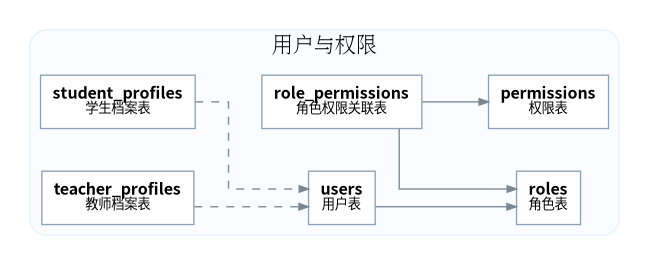 用户与权限
student_profiles
学生档案表
role_permissions
角色权限关联表
permissions
权限表
teacher_profiles
教师档案表
users
用户表
roles
角色表